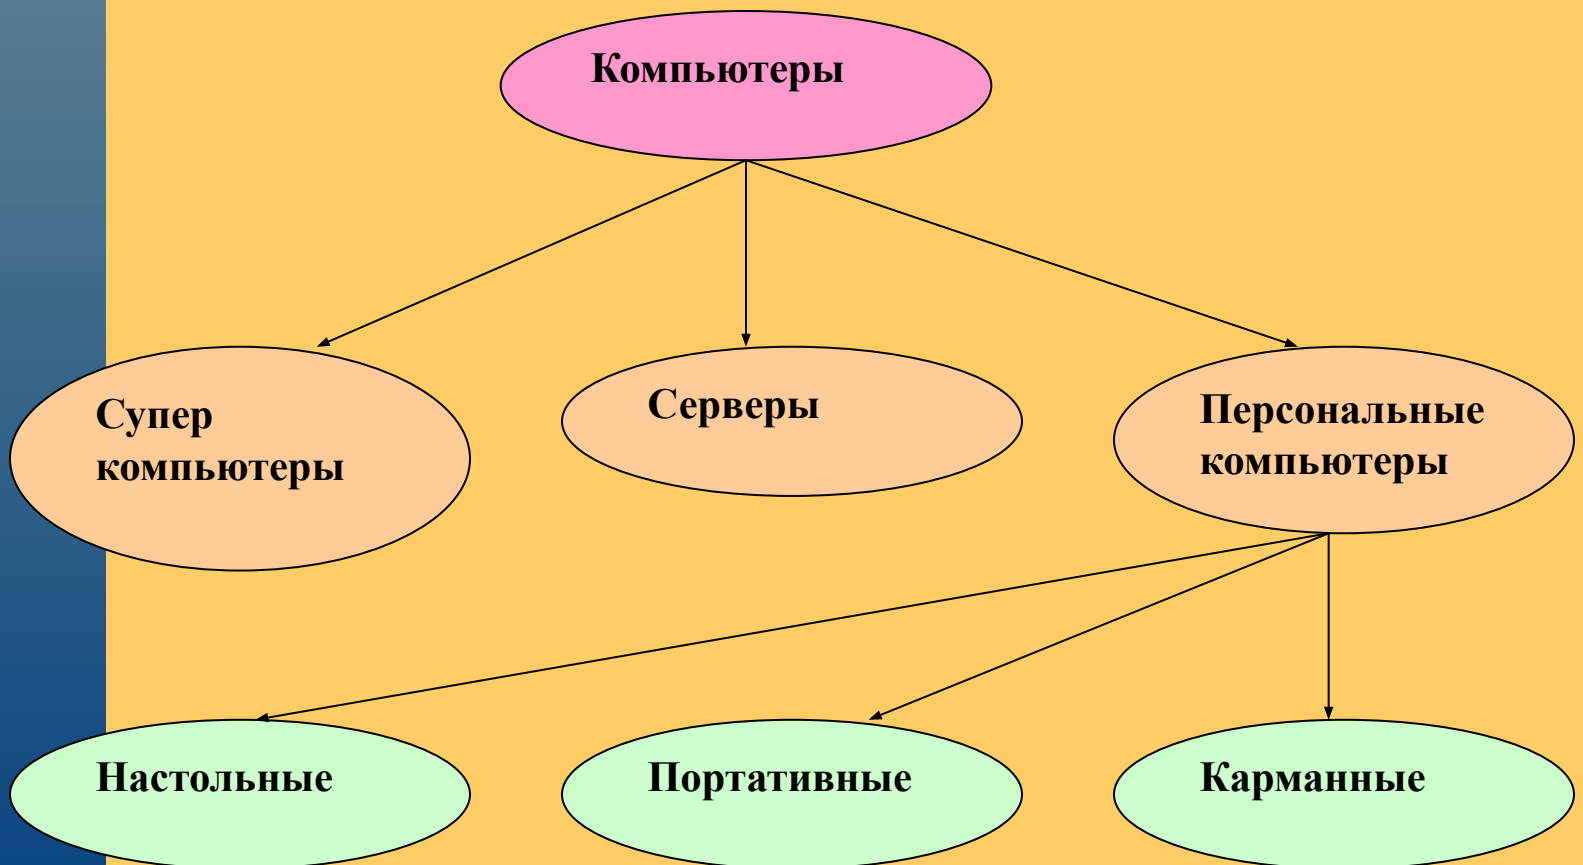 Компьютеры
Супер
компьютеры
Серверы
Персональные
компьютеры
Настольные
Портативные
Карманные